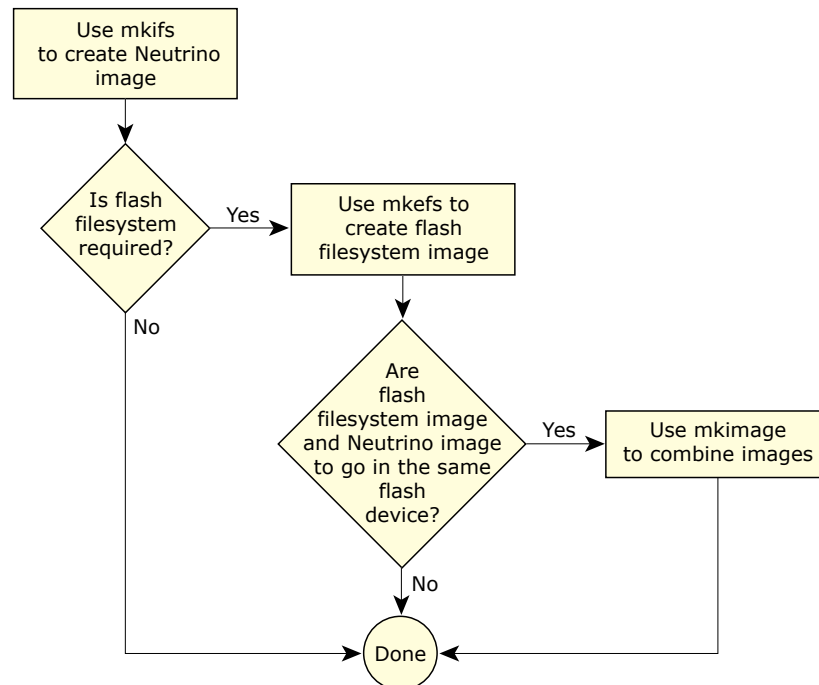 Use mkifs
to create Neutrino
image
Is flash
filesystem
required?
Yes
Use mkefs to
create flash
filesystem image
No
Are
flash
filesystem image
and Neutrino image
to go in the same
flash
device?
Yes
Use mkimage
to combine images
No
Done